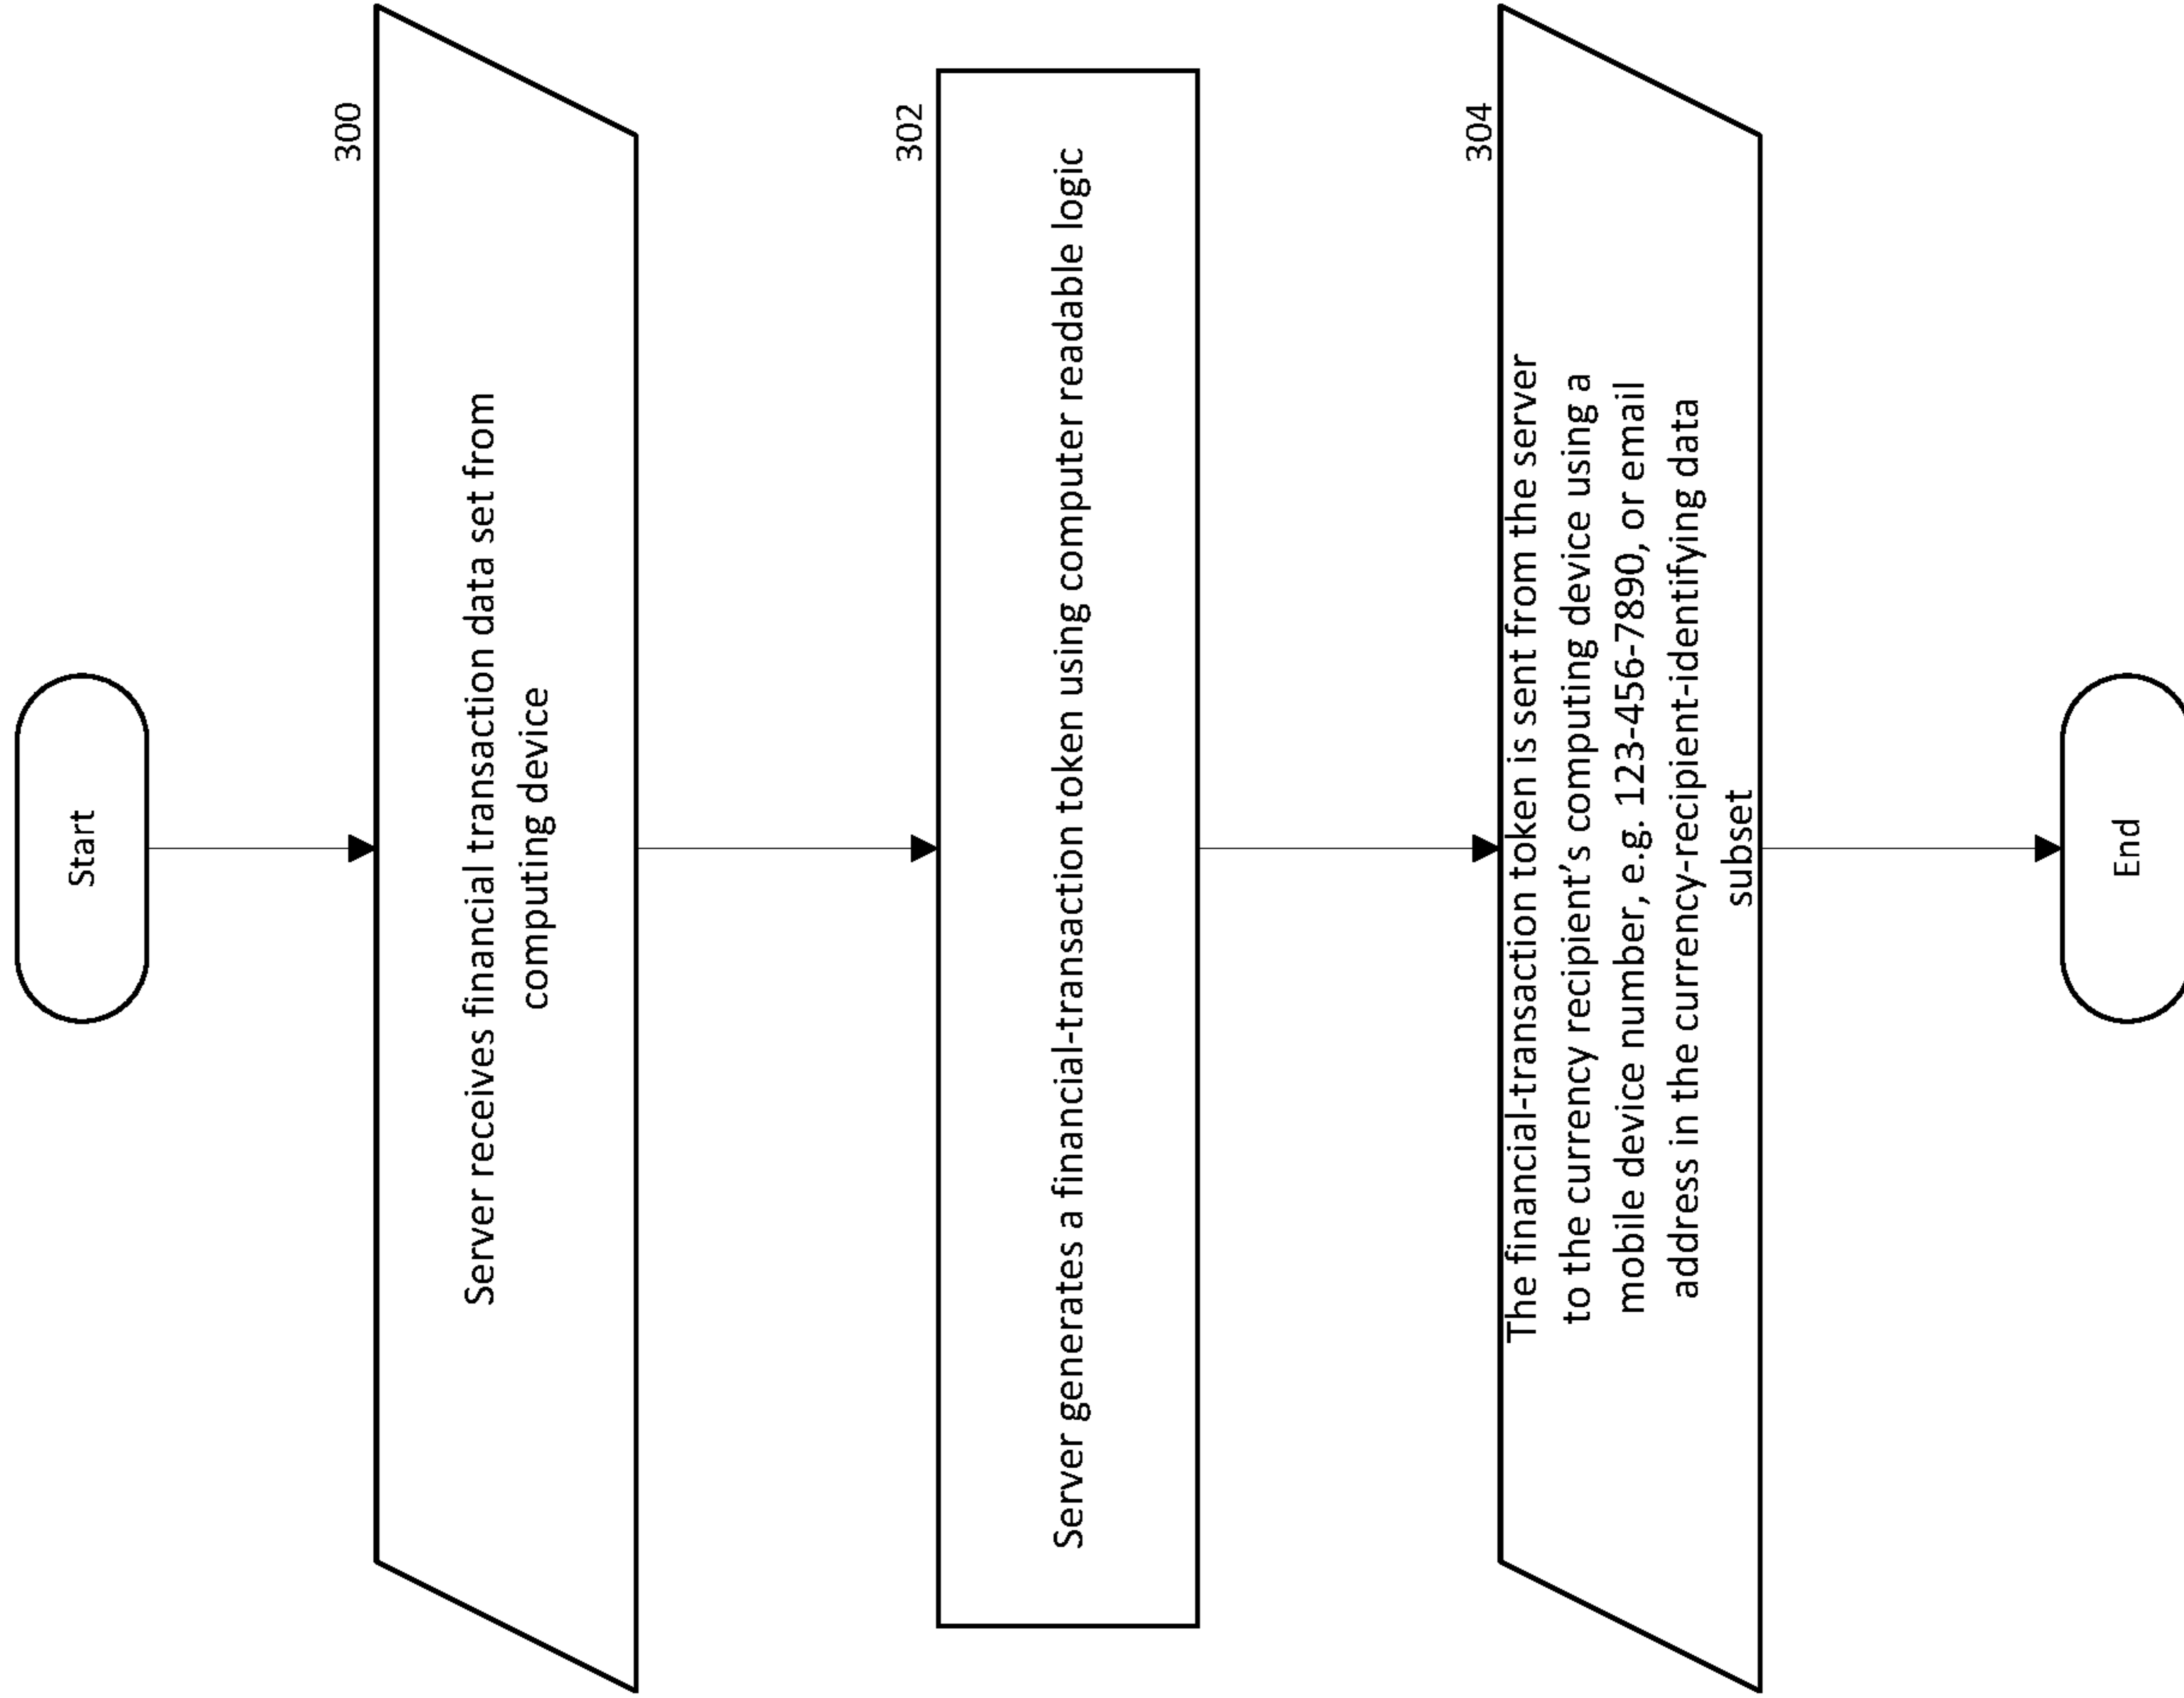 Start
300
Server receives financial transaction data set from
computing device
302
Server generates a financial-transaction token using computer readable logic
304
The financial-transaction token is sent from the server
to the currency recipient’s computing device using a
mobile device number, e.g. 123-456-7890, or email
address in the currency-recipient-identifying data
subset
End